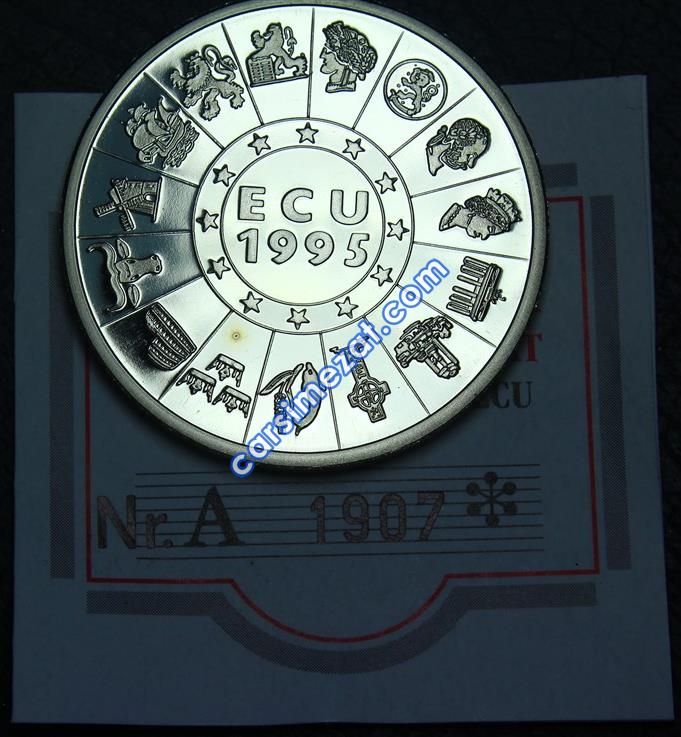 ECU
1995
T
ECU
Nr. A 1907
carsimezat.com